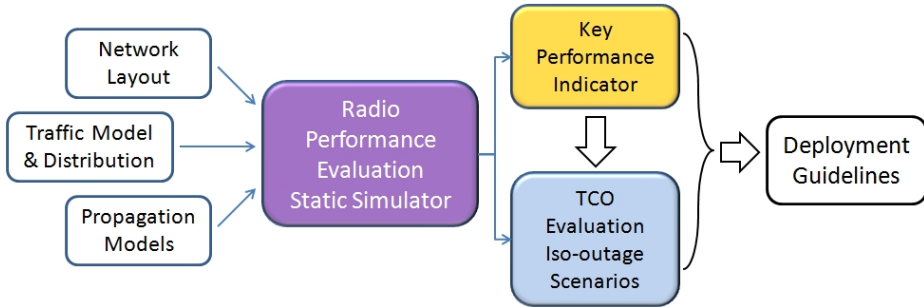 Network
Layout
Traffic Model
& Distribution
Propagation
Models
Radio
Performance
Evaluation
Static Simulator
Key
Performance
Indicator
TCO
Evaluation
Iso-outage
Scenarios
Deployment
Guidelines